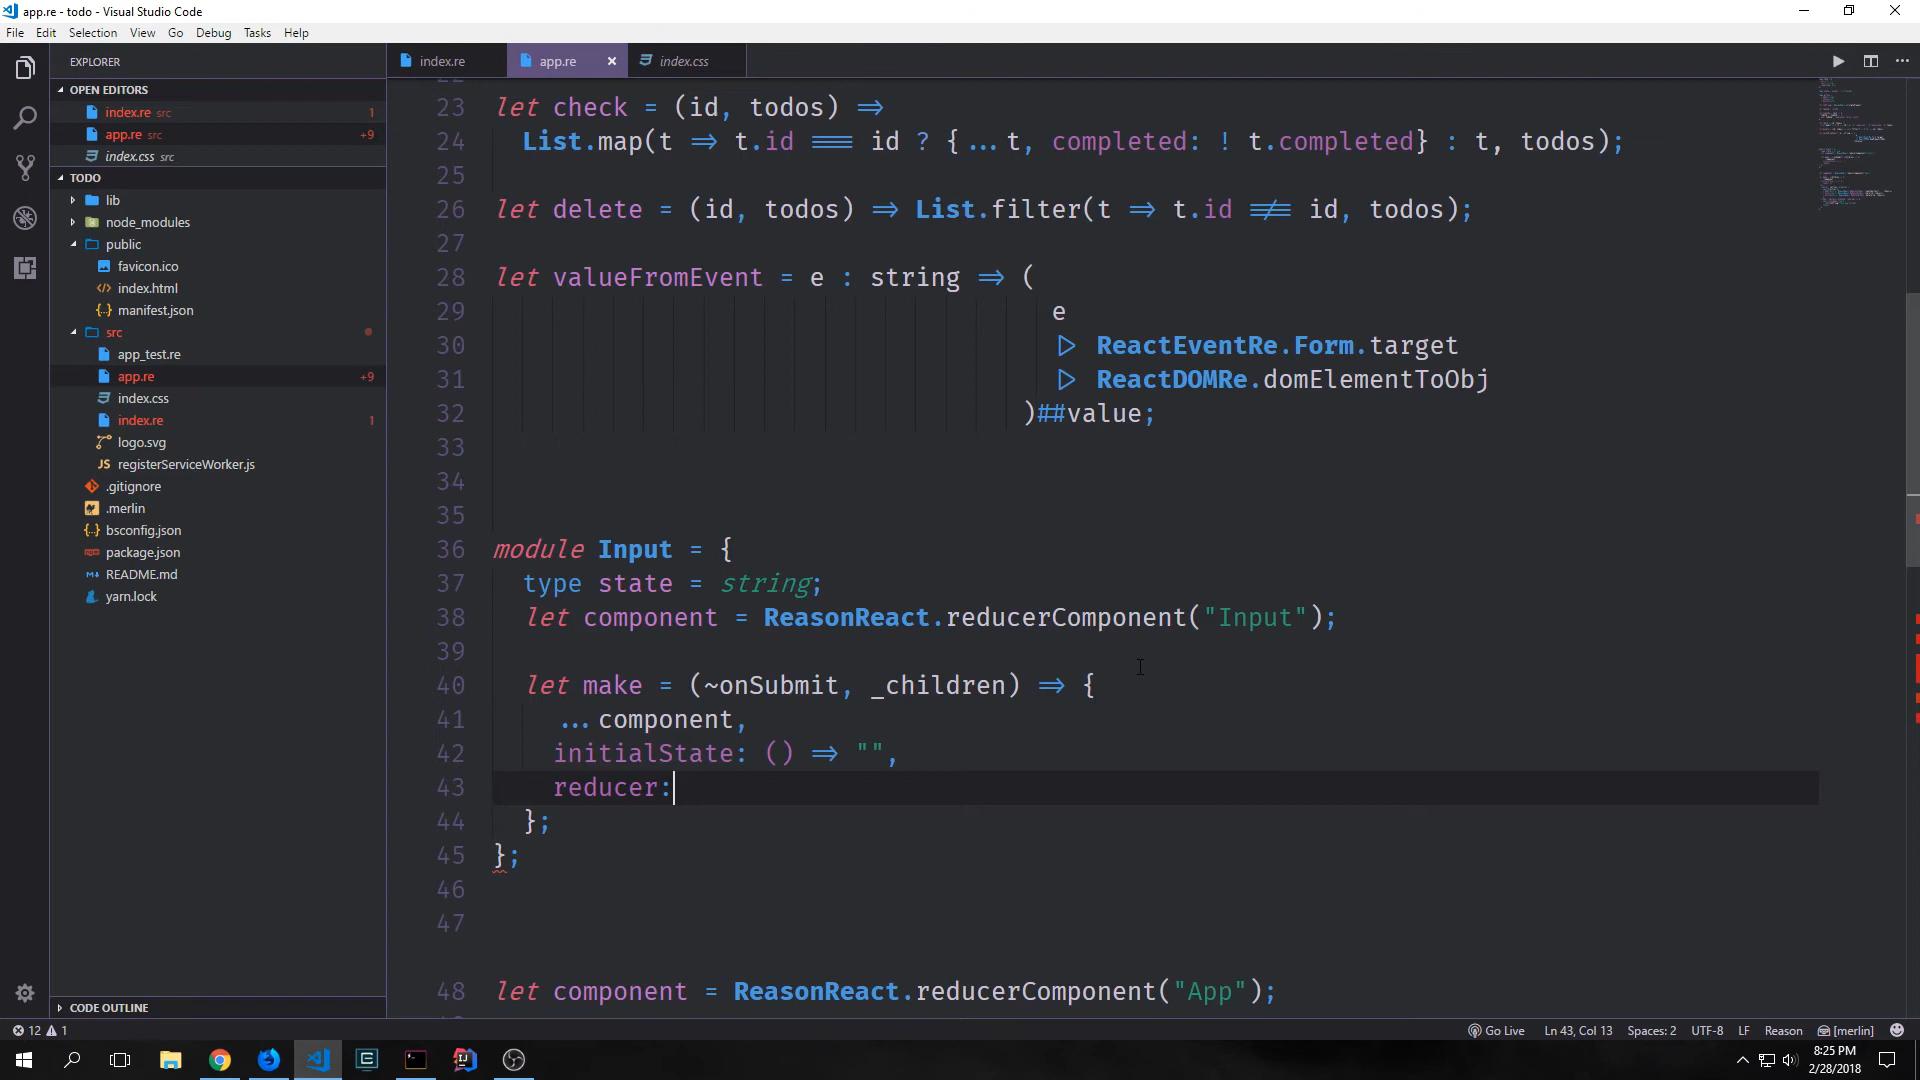 app.re - todo - Visual Studio Code
File Edit Selection View Go Debug Tasks Help
EXPLORER
OPEN EDITORS
index.re src 1
app.re src +9
index.css src
TODO
lib
node_modules
public
favicon.ico
index.html
manifest.json
src
app_test.re
app.re +9
index.css
index.re 1
logo.svg
JS registerServiceWorker.js
.gitignore
.merlin
bsconfig.json
package.json
README.md
yarn.lock
CODE OUTLINE
index.re app.re index.css
23 let check = (id, todos) =>
24 List.map(t => t.id === id ? {...t, completed: ! t.completed} : t, todos);
25
26 let delete = (id, todos) => List.filter(t => t.id !== id, todos);
27
28 let valueFromEvent = e : string => (
29 e
30 |> ReactEventRe.Form.target
31 |> ReactDOMRe.domElementToObj
32 )##value;
33
34
35
36 module Input = {
37 type state = string;
38 let component = ReasonReact.reducerComponent("Input");
39
40 let make = (~onSubmit, _children) => {
41 ...component,
42 initialState: () => "",
43 reducer:
44 };
45 };
46
47
48 let component = ReasonReact.reducerComponent("App");
12 1 Go Live Ln 43, Col 13 Spaces: 2 UTF-8 LF Reason [merlin]
8:25 PM
2/28/2018